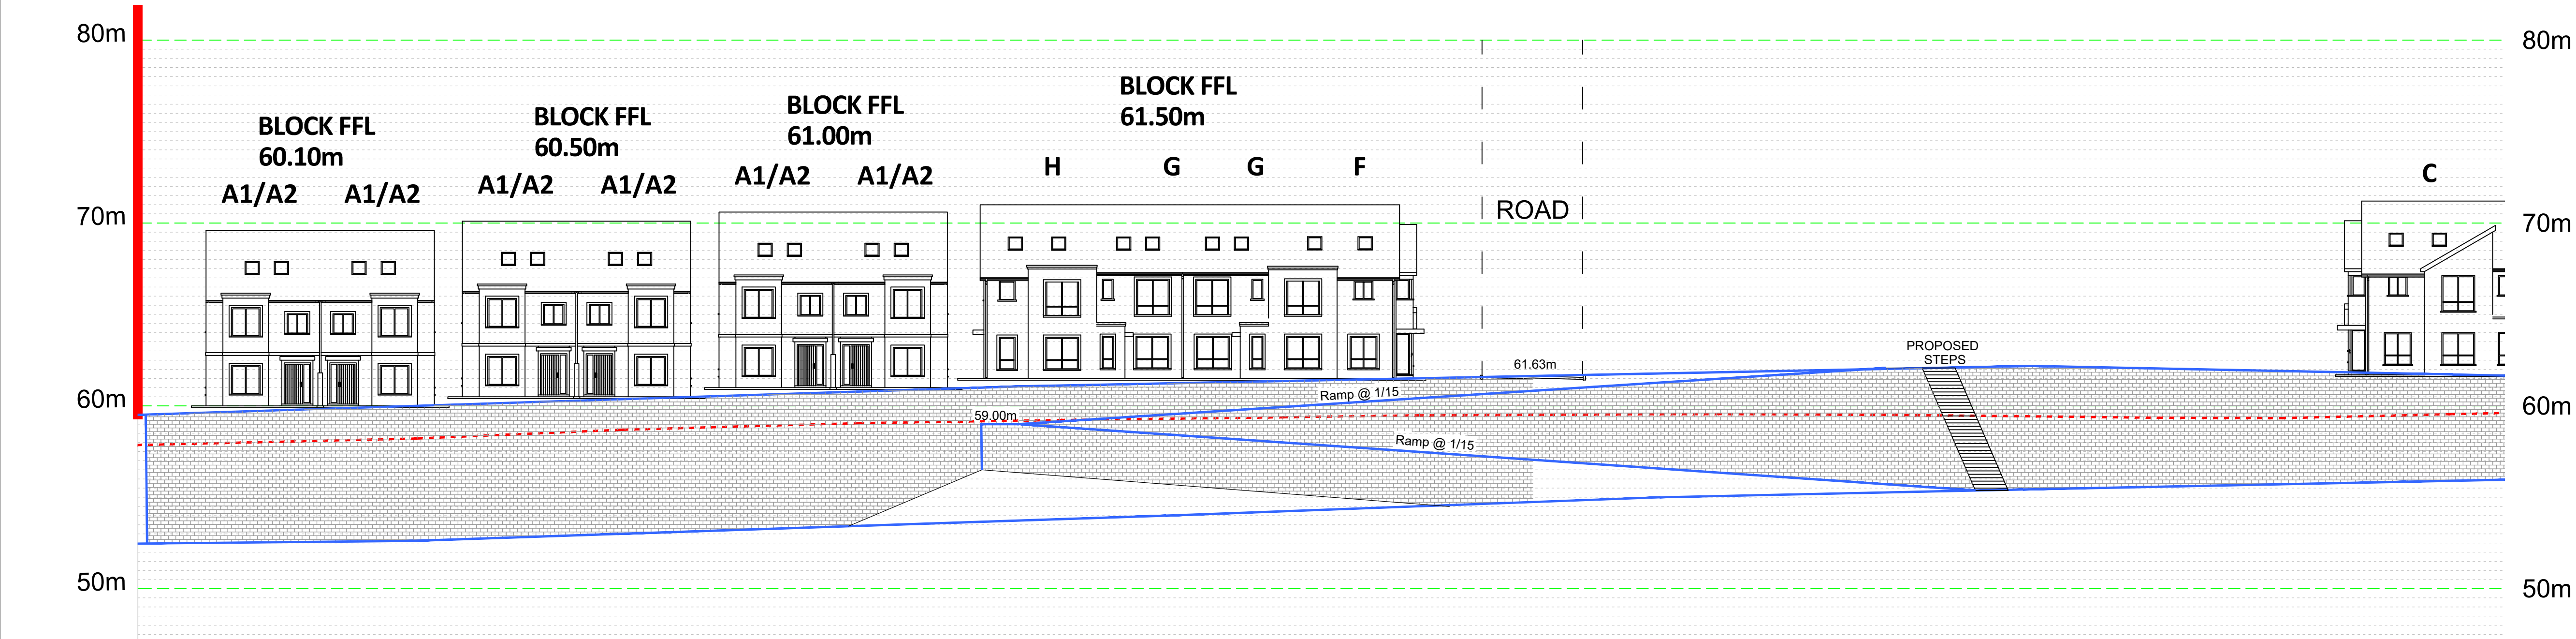 80m
80m
BLOCK FFL
61.50m
BLOCK FFL
61.00m
BLOCK FFL
60.50m
BLOCK FFL
60.10m
A1/A2 A1/A2
A1/A2 A1/A2
A1/A2 A1/A2
H G G F
C
70m
ROAD
70m
PROPOSED
STEPS
61.63m
60m
Ramp @ 1/15
60m
59.00m
Ramp @ 1/15
50m
50m